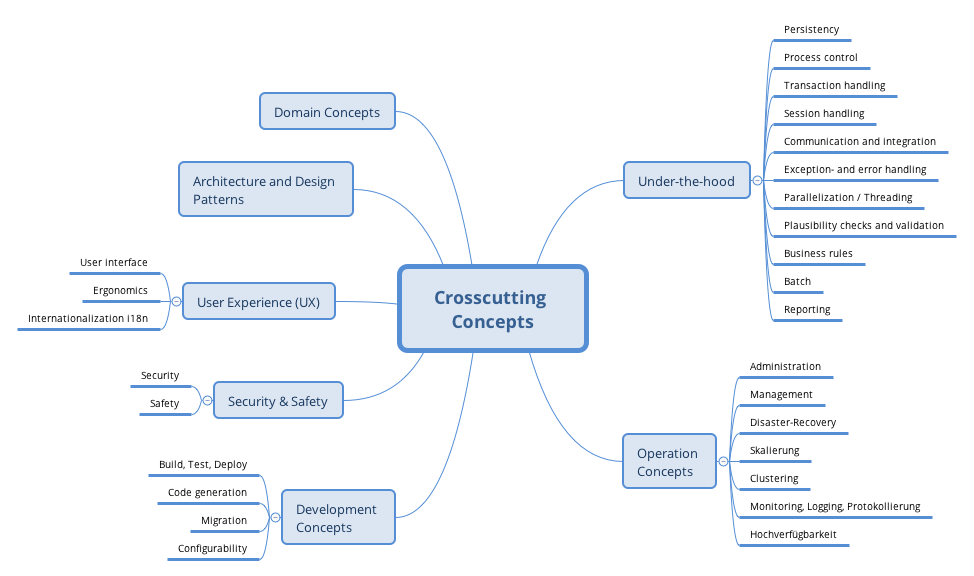 Crosscutting
Concepts
Domain Concepts
Architecture and Design
Patterns
User Experience (UX)
User interface
Ergonomics
Internationalization i18n
Security & Safety
Security
Safety
Development
Concepts
Build, Test, Deploy
Code generation
Migration
Configurability
Under-the-hood
Persistency
Process control
Transaction handling
Session handling
Communication and integration
Exception- and error handling
Parallelization / Threading
Plausibility checks and validation
Business rules
Batch
Reporting
Operation
Concepts
Administration
Management
Disaster-Recovery
Skalierung
Clustering
Monitoring, Logging, Protokollierung
Hochverfügbarkeit